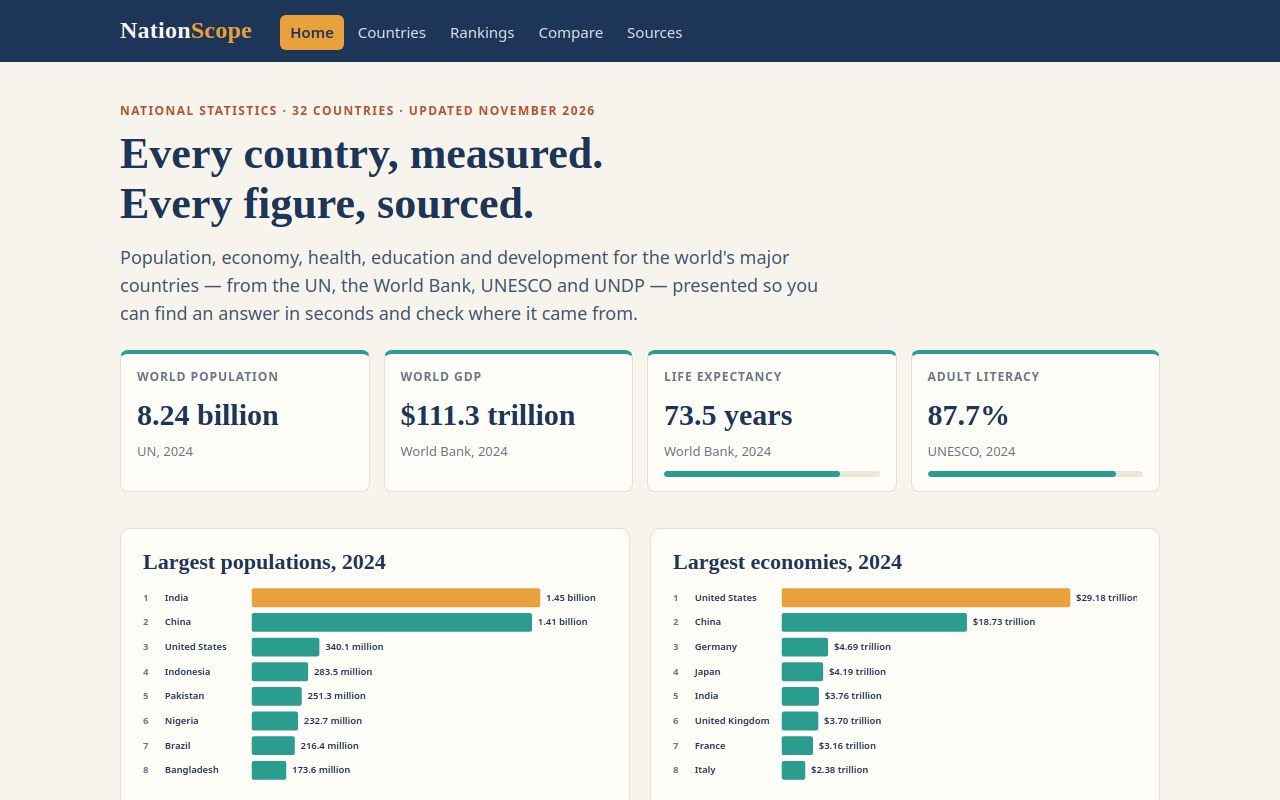 NationScope
Home Countries Rankings Compare Sources
NATIONAL STATISTICS · 32 COUNTRIES · UPDATED NOVEMBER 2026
Every country, measured.
Every figure, sourced.
Population, economy, health, education and development for the world's major
countries — from the UN, the World Bank, UNESCO and UNDP — presented so you
can find an answer in seconds and check where it came from.
WORLD POPULATION
8.24 billion
UN, 2024
WORLD GDP
$111.3 trillion
World Bank, 2024
LIFE EXPECTANCY
73.5 years
World Bank, 2024
ADULT LITERACY
87.7%
UNESCO, 2024
Largest populations, 2024
1 India 1.45 billion
2 China 1.41 billion
3 United States 340.1 million
4 Indonesia 283.5 million
5 Pakistan 251.3 million
6 Nigeria 232.7 million
7 Brazil 216.4 million
8 Bangladesh 173.6 million
Largest economies, 2024
1 United States $29.18 trillion
2 China $18.73 trillion
3 Germany $4.69 trillion
4 Japan $4.19 trillion
5 India $3.76 trillion
6 United Kingdom $3.70 trillion
7 France $3.16 trillion
8 Italy $2.38 trillion